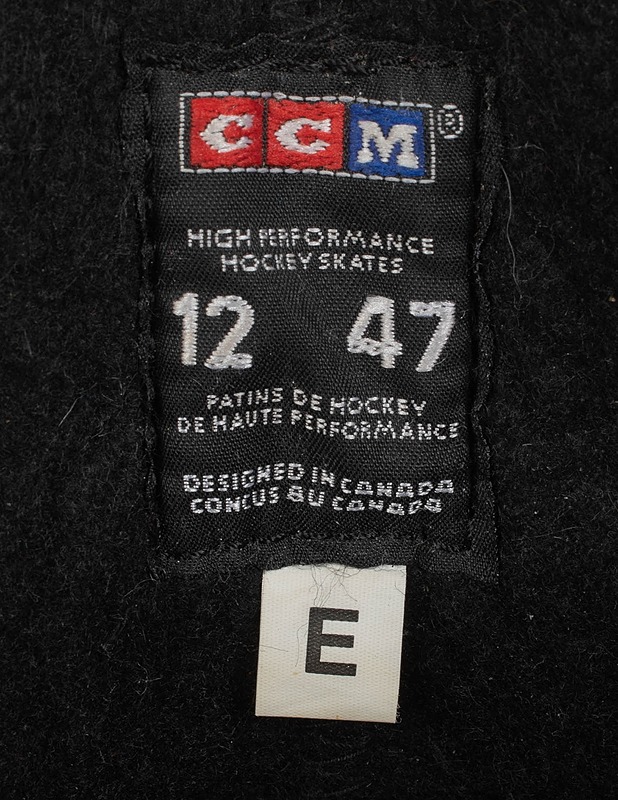 CCM®
HIGH PERFORMANCE
HOCKEY SKATES
12 47
PATINS DE HOCKEY
DE HAUTE PERFORMANCE
DESIGNED IN CANADA
CONCUS AU CANADA
E